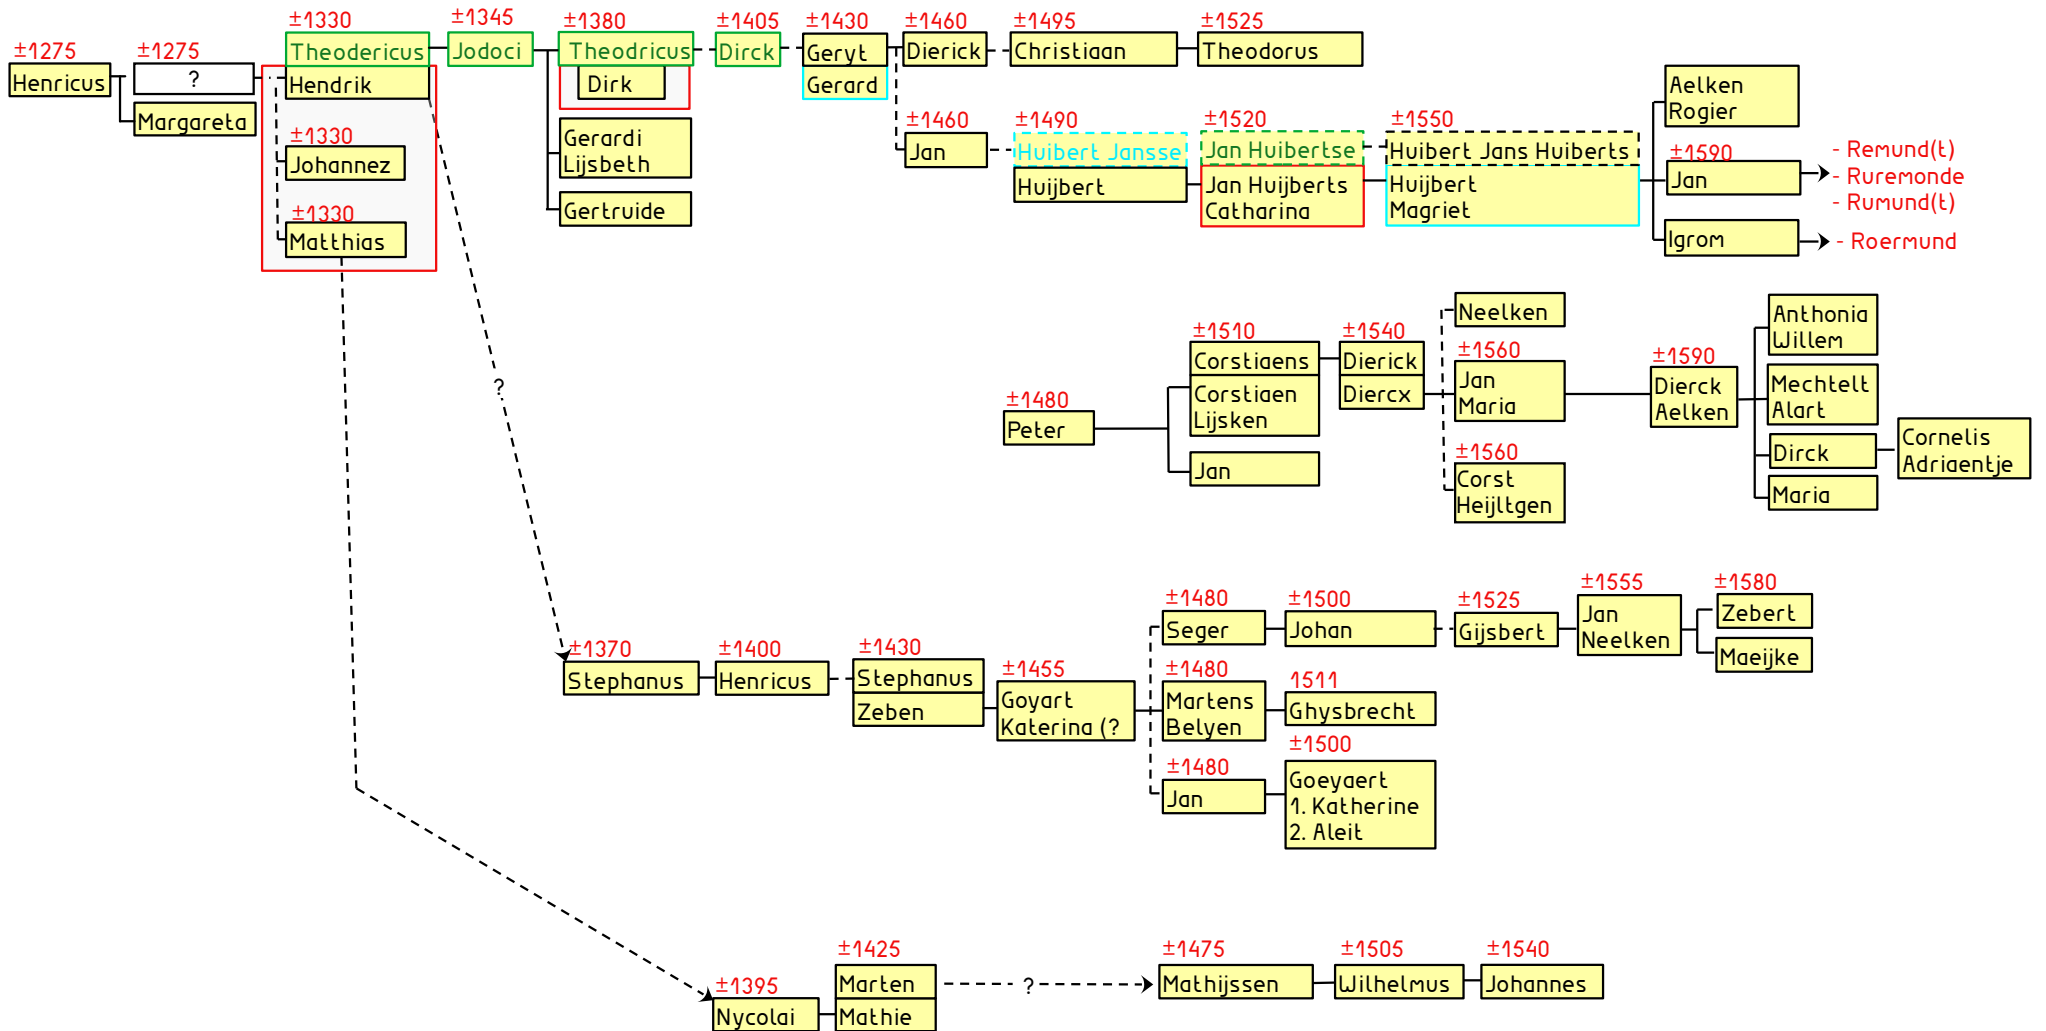 ±1275
Henricus
±1275
?
Margareta
±1330
Theodericus
Hendrik
±1330
Johannez
±1330
Matthias
±1345
Jodoci
±1380
Theodricus
Dirk
Gerardi
Lijsbeth
Gertruide
±1405
Dirck
±1430
Geryt
Gerard
±1460
Dierick
±1495
Christiaan
±1525
Theodorus
±1460
Jan
±1490
Huibert Jansse
Huijbert
±1520
Jan Huibertse
Jan Huijberts
Catharina
±1550
Huibert Jans Huiberts
Huijbert
Magriet
Aelken
Rogier
±1590
Jan
Igrom
- Remund(t)
- Ruremonde
- Rumund(t)
- Roermund
±1480
Peter
±1510
Corstiaens
Corstiaen
Lijsken
Jan
±1540
Dierick
Diercx
Neelken
±1560
Jan
Maria
±1560
Corst
Heijltgen
±1590
Dierck
Aelken
Anthonia
Willem
Mechtelt
Alart
Dirck
Maria
Cornelis
Adriaentje
?
±1370
Stephanus
±1400
Henricus
±1430
Stephanus
Zeben
±1455
Goyart
Katerina (?
±1480
Seger
±1500
Johan
±1525
Gijsbert
±1555
Jan
Neelken
±1580
Zebert
Maeijke
±1480
Martens
Belyen
1511
Ghysbrecht
±1480
Jan
±1500
Goeyaert
1. Katherine
2. Aleit
±1395
Nycolai
±1425
Marten
Mathie
?
±1475
Mathijssen
±1505
Wilhelmus
±1540
Johannes